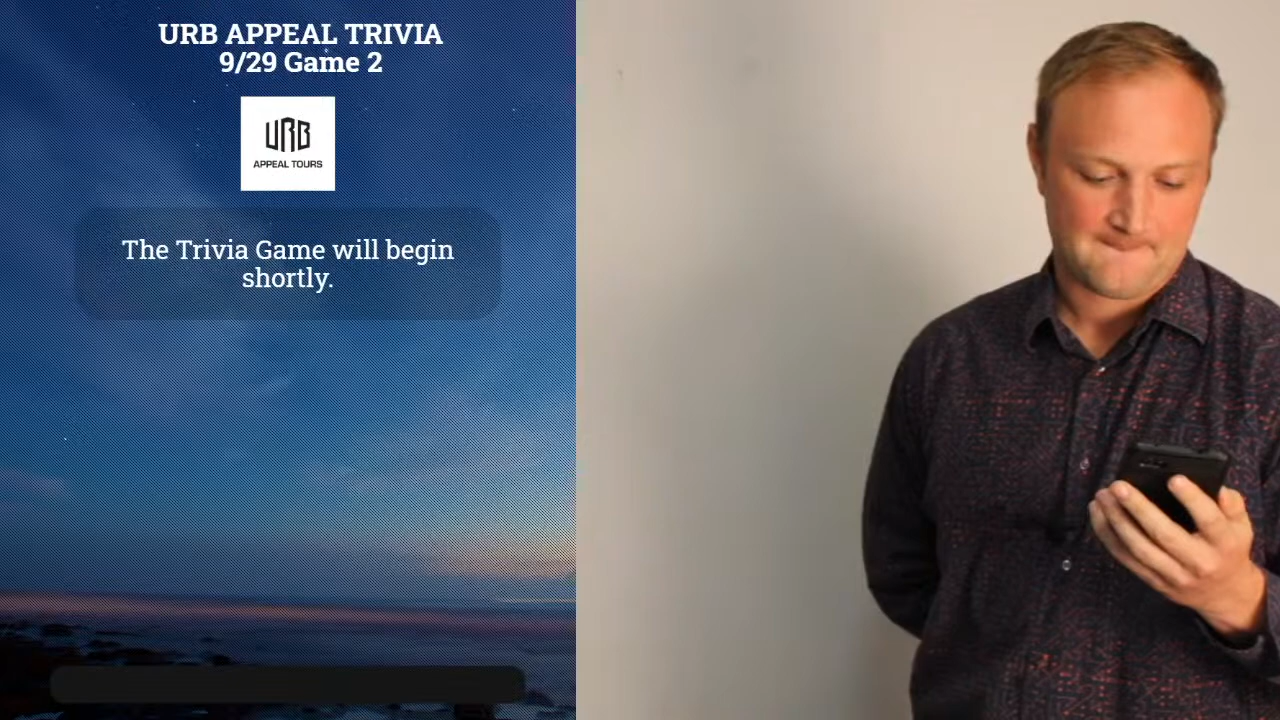 URB APPEAL TRIVIA
9/29 Game 2
URB
APPEAL TOURS
The Trivia Game will begin
shortly.